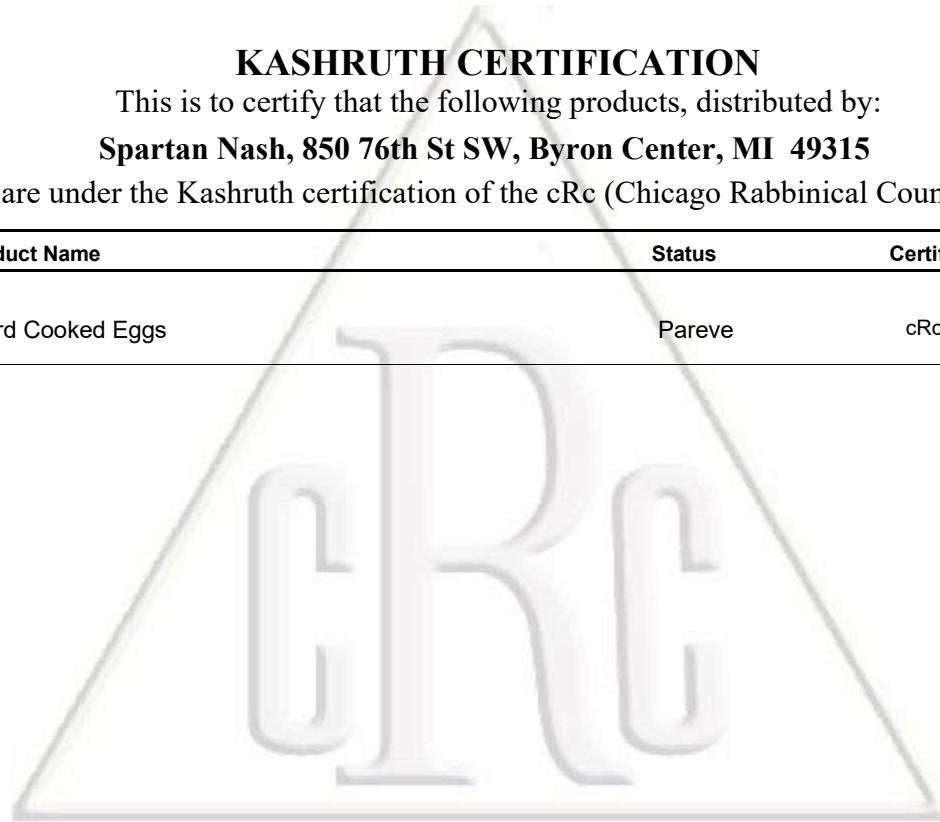 KASHRUTH CERTIFICATION
This is to certify that the following products, distributed by:
Spartan Nash, 850 76th St SW, Byron Center, MI 49315
are under the Kashruth certification of the cRc (Chicago Rabbinical Coun
duct Name Status Certif
rd Cooked Eggs Pareve cRc
cRc